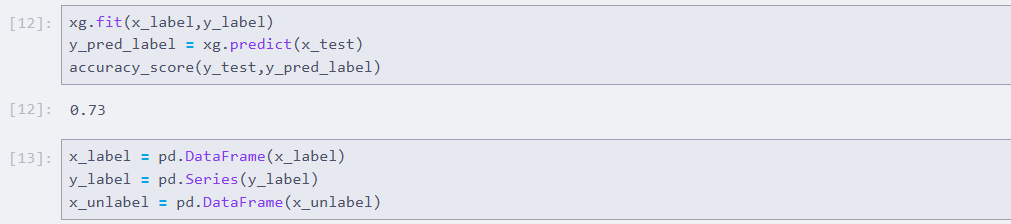 [12]: xg.fit(x_label,y_label)
y_pred_label = xg.predict(x_test)
accuracy_score(y_test,y_pred_label)
[12]: 0.73
[13]: x_label = pd.DataFrame(x_label)
y_label = pd.Series(y_label)
x_unlabel = pd.DataFrame(x_unlabel)